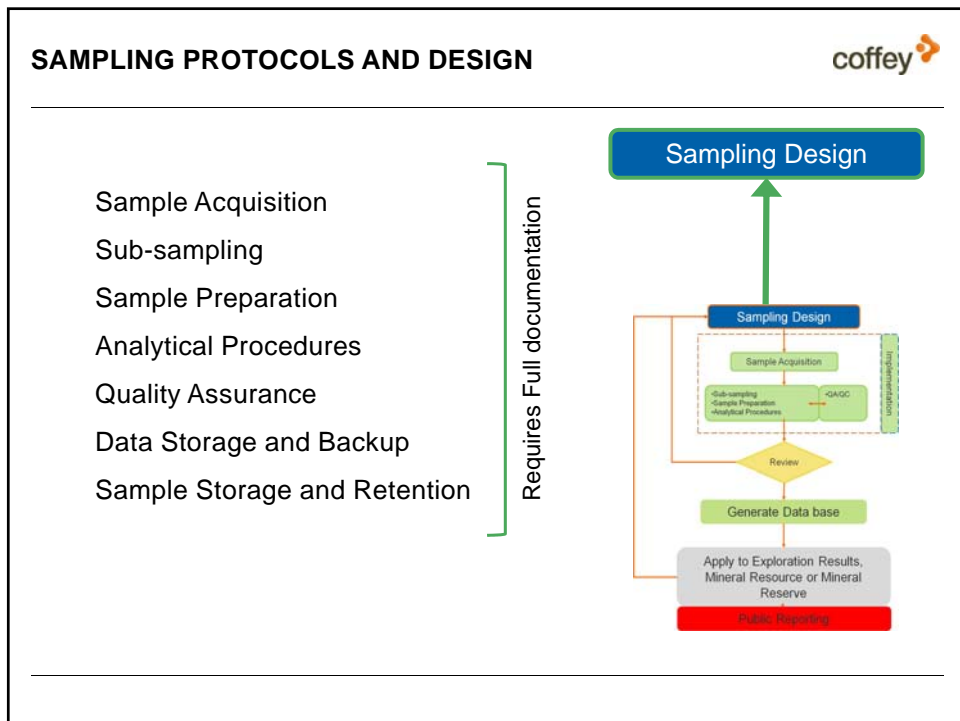 SAMPLING PROTOCOLS AND DESIGN
coffey
Sample Acquisition
Sub-sampling
Sample Preparation
Analytical Procedures
Quality Assurance
Data Storage and Backup
Sample Storage and Retention
Requires Full documentation
Sampling Design
Sampling Design
Sample Acquisition
•Sub-sampling
•Sample Preparation
•Analytical Procedures
•QA/QC
Implementation
Review
Generate Data base
Apply to Exploration Results,
Mineral Resource or Mineral
Reserve
Public Reporting